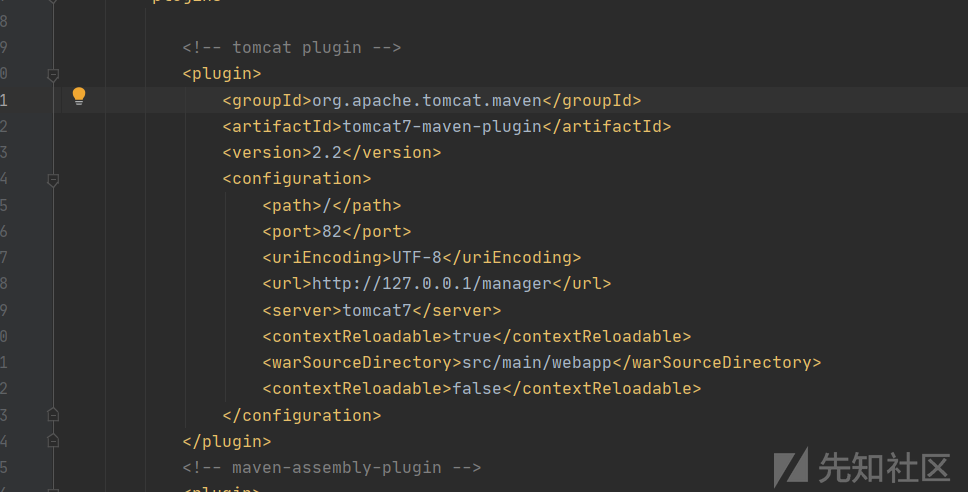 8
9 <!-- tomcat plugin -->
0 <plugin>
1 <groupId>org.apache.tomcat.maven</groupId>
2 <artifactId>tomcat7-maven-plugin</artifactId>
3 <version>2.2</version>
4 <configuration>
5 <path>/</path>
6 <port>82</port>
7 <uriEncoding>UTF-8</uriEncoding>
8 <url>http://127.0.0.1/manager</url>
9 <server>tomcat7</server>
0 <contextReloadable>true</contextReloadable>
1 <warSourceDirectory>src/main/webapp</warSourceDirectory>
2 <contextReloadable>false</contextReloadable>
3 </configuration>
4 </plugin>
5 <!-- maven-assembly-plugin -->
<plugin>
先知社区